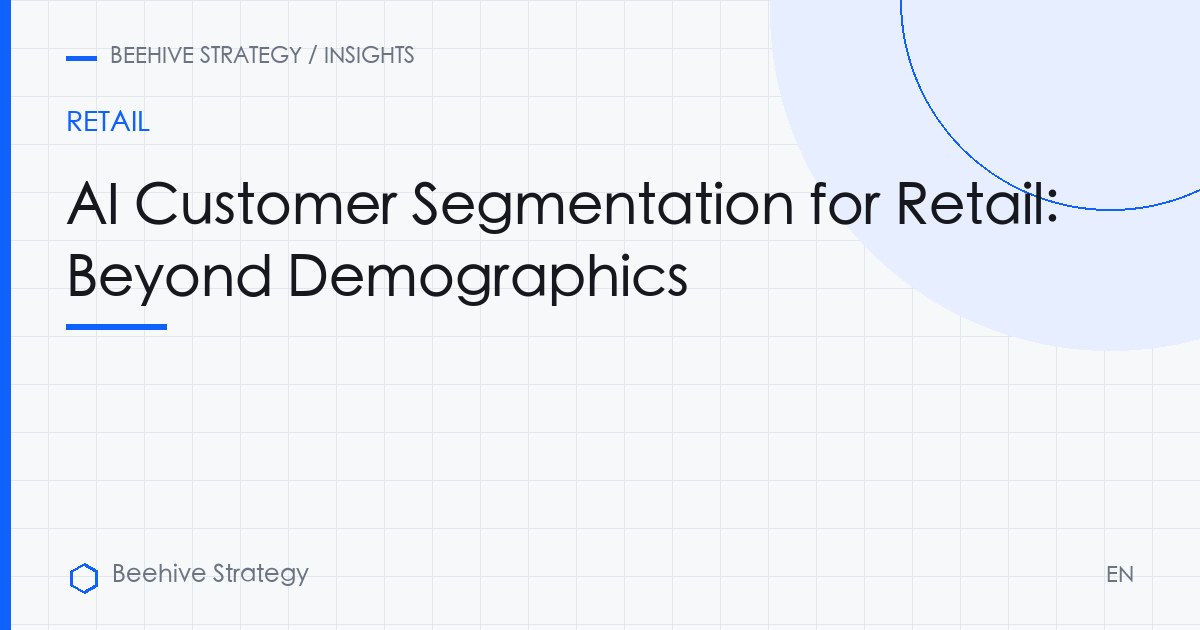 BEEHIVE STRATEGY / INSIGHTS
RETAIL
AI Customer Segmentation for Retail:
Beyond Demographics
Beehive Strategy
EN